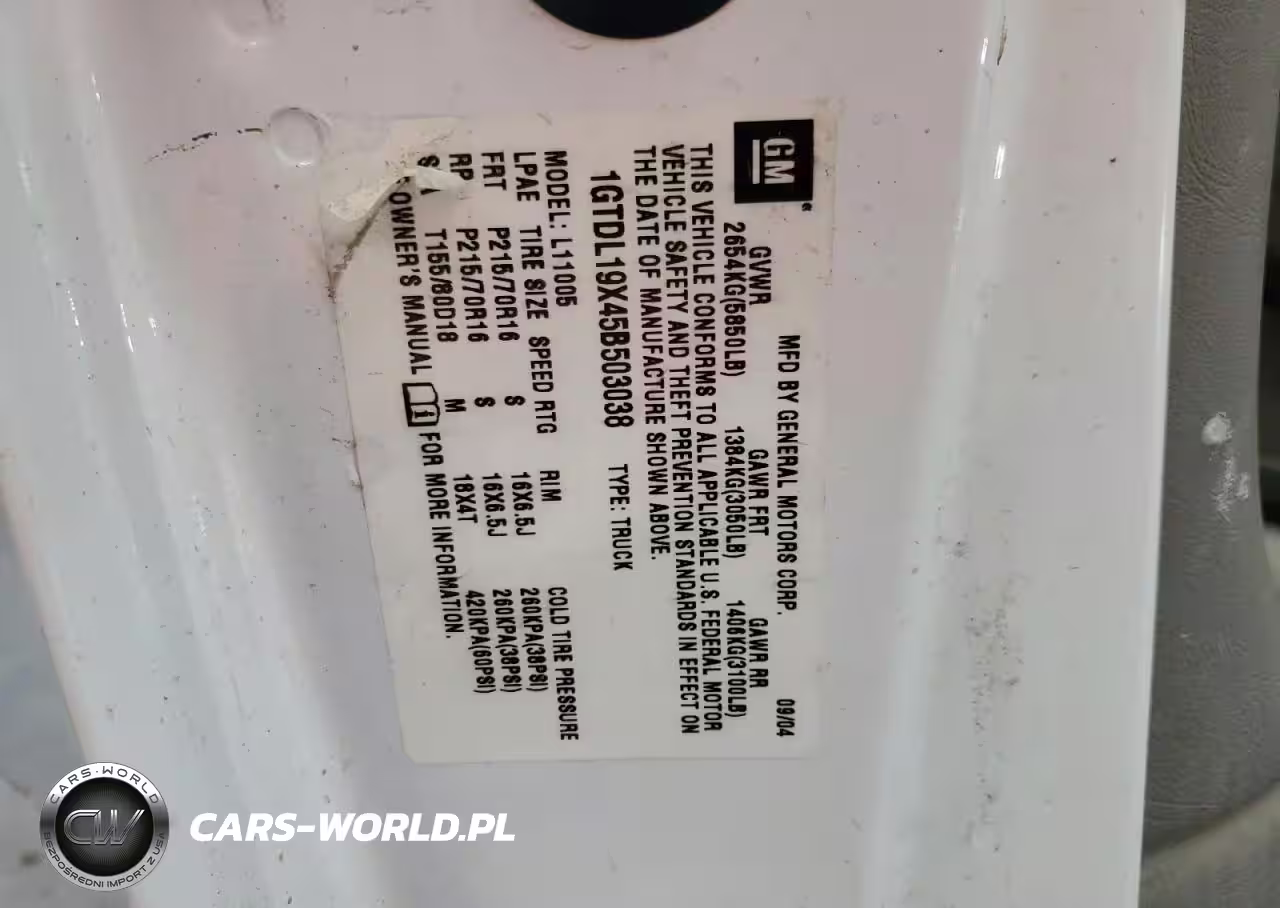 GM
MFD BY GENERAL MOTORS CORP. 09/04
GVWR GAWR FRT GAWR RR
2654KG(5850LB) 1384KG(3050LB) 1406KG(3100LB)
THIS VEHICLE CONFORMS TO ALL APPLICABLE U.S. FEDERAL MOTOR
VEHICLE SAFETY AND THEFT PREVENTION STANDARDS IN EFFECT ON
THE DATE OF MANUFACTURE SHOWN ABOVE.
1GTDL19X45B503038 TYPE: TRUCK
MODEL: L11005
LPAE TIRE SIZE SPEED RTG RIM COLD TIRE PRESSURE
FRT P215/70R16 S 16X6.5J 260KPA(38PSI)
P215/70R16 S 16X6.5J 260KPA(38PSI)
T155/80D18 M 18X4T 420KPA(60PSI)
OWNER'S MANUAL FOR MORE INFORMATION.
CARS-WORLD
CW
BEZPOŚREDNI IMPORT Z USA
CARS-WORLD.PL